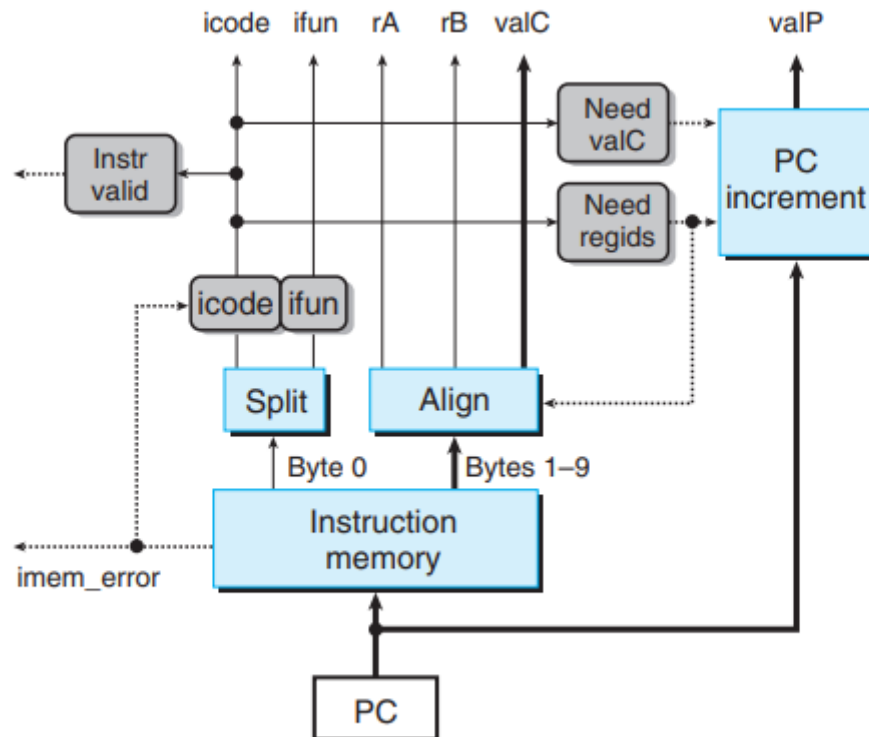 icode ifun rA rB valC valP
Need
valC
Instr
valid
PC
increment
Need
regids
icode ifun
Split
Align
Byte 0
Bytes 1–9
Instruction
memory
imem_error
PC